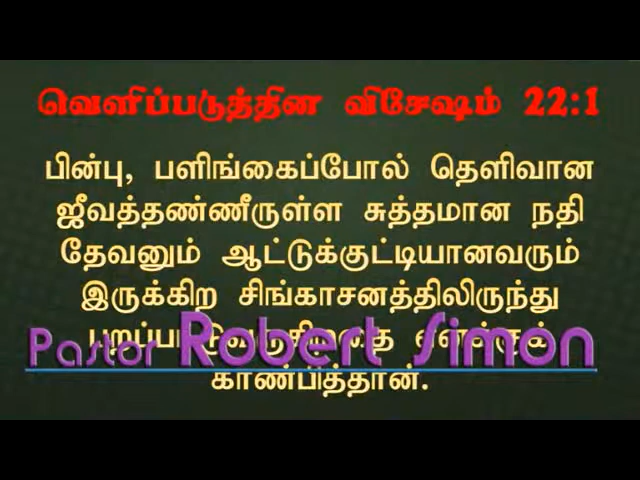 வெளிப்படுத்தின விசேஷம் 22:1
பின்பு, பளிங்கைப்போல் தெளிவான
ஜீவத்தண்ணீருள்ள சுத்தமான நதி
தேவனும் ஆட்டுக்குட்டியானவரும்
இருக்கிற சிங்காசனத்திலிருந்து
Pastor Robert Simon
காண்பித்தான்.